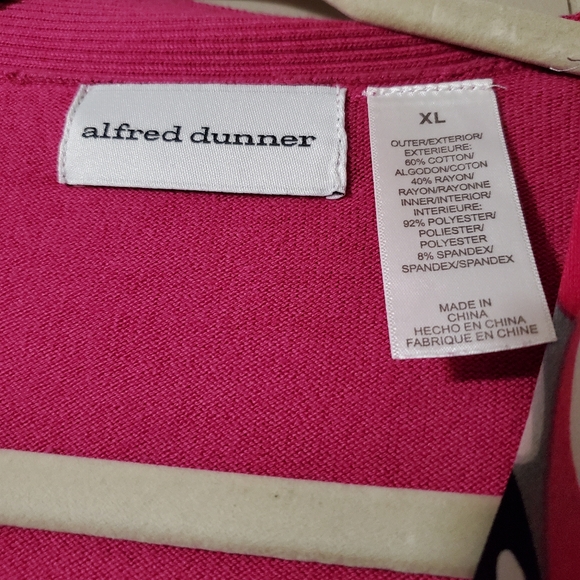 alfred dunner
XL
OUTER/EXTERIOR/
EXTERIEURE:
60% COTTON/
ALGODON/COTON
40% RAYON/
RAYON/RAYONNE
INNER/INTERIOR/
INTERIEURE:
92% POLYESTER/
POLIESTER/
POLYESTER
8% SPANDEX/
SPANDEX/SPANDEX
MADE IN
CHINA
HECHO EN CHINA
FABRIQUE EN CHINE